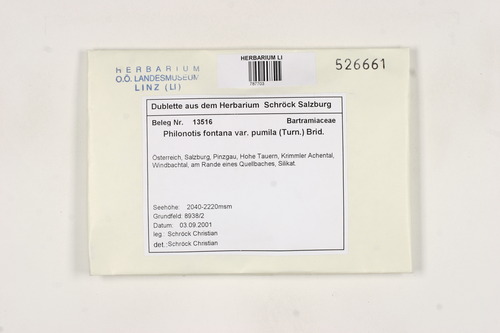 HERBARIUM
O.Ö. LANDESMUSEUM
LINZ (LI)
HERBARIUM LI
787703
526661
Dublette aus dem Herbarium Schröck Salzburg
Beleg Nr. 13516 Bartramiaceae
Philonotis fontana var. pumila (Turn.) Brid.
Österreich, Salzburg, Pinzgau, Hohe Tauern, Krimmler Achental,
Windbachtal, am Rande eines Quellbaches, Silikat.
Seehöhe: 2040-2220msm
Grundfeld: 8938/2
Datum: 03.09.2001
leg.: Schröck Christian
det.: Schröck Christian